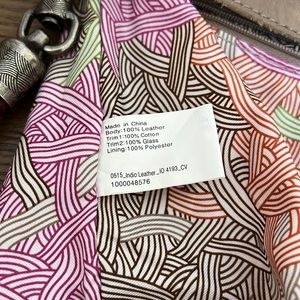 Made in China
Body:100% Leather
Trim1:100% Cotton
Trim2:100% Glass
Lining:100% Polyester
0515_Indio Leather_IO 4193_CV
1000048576